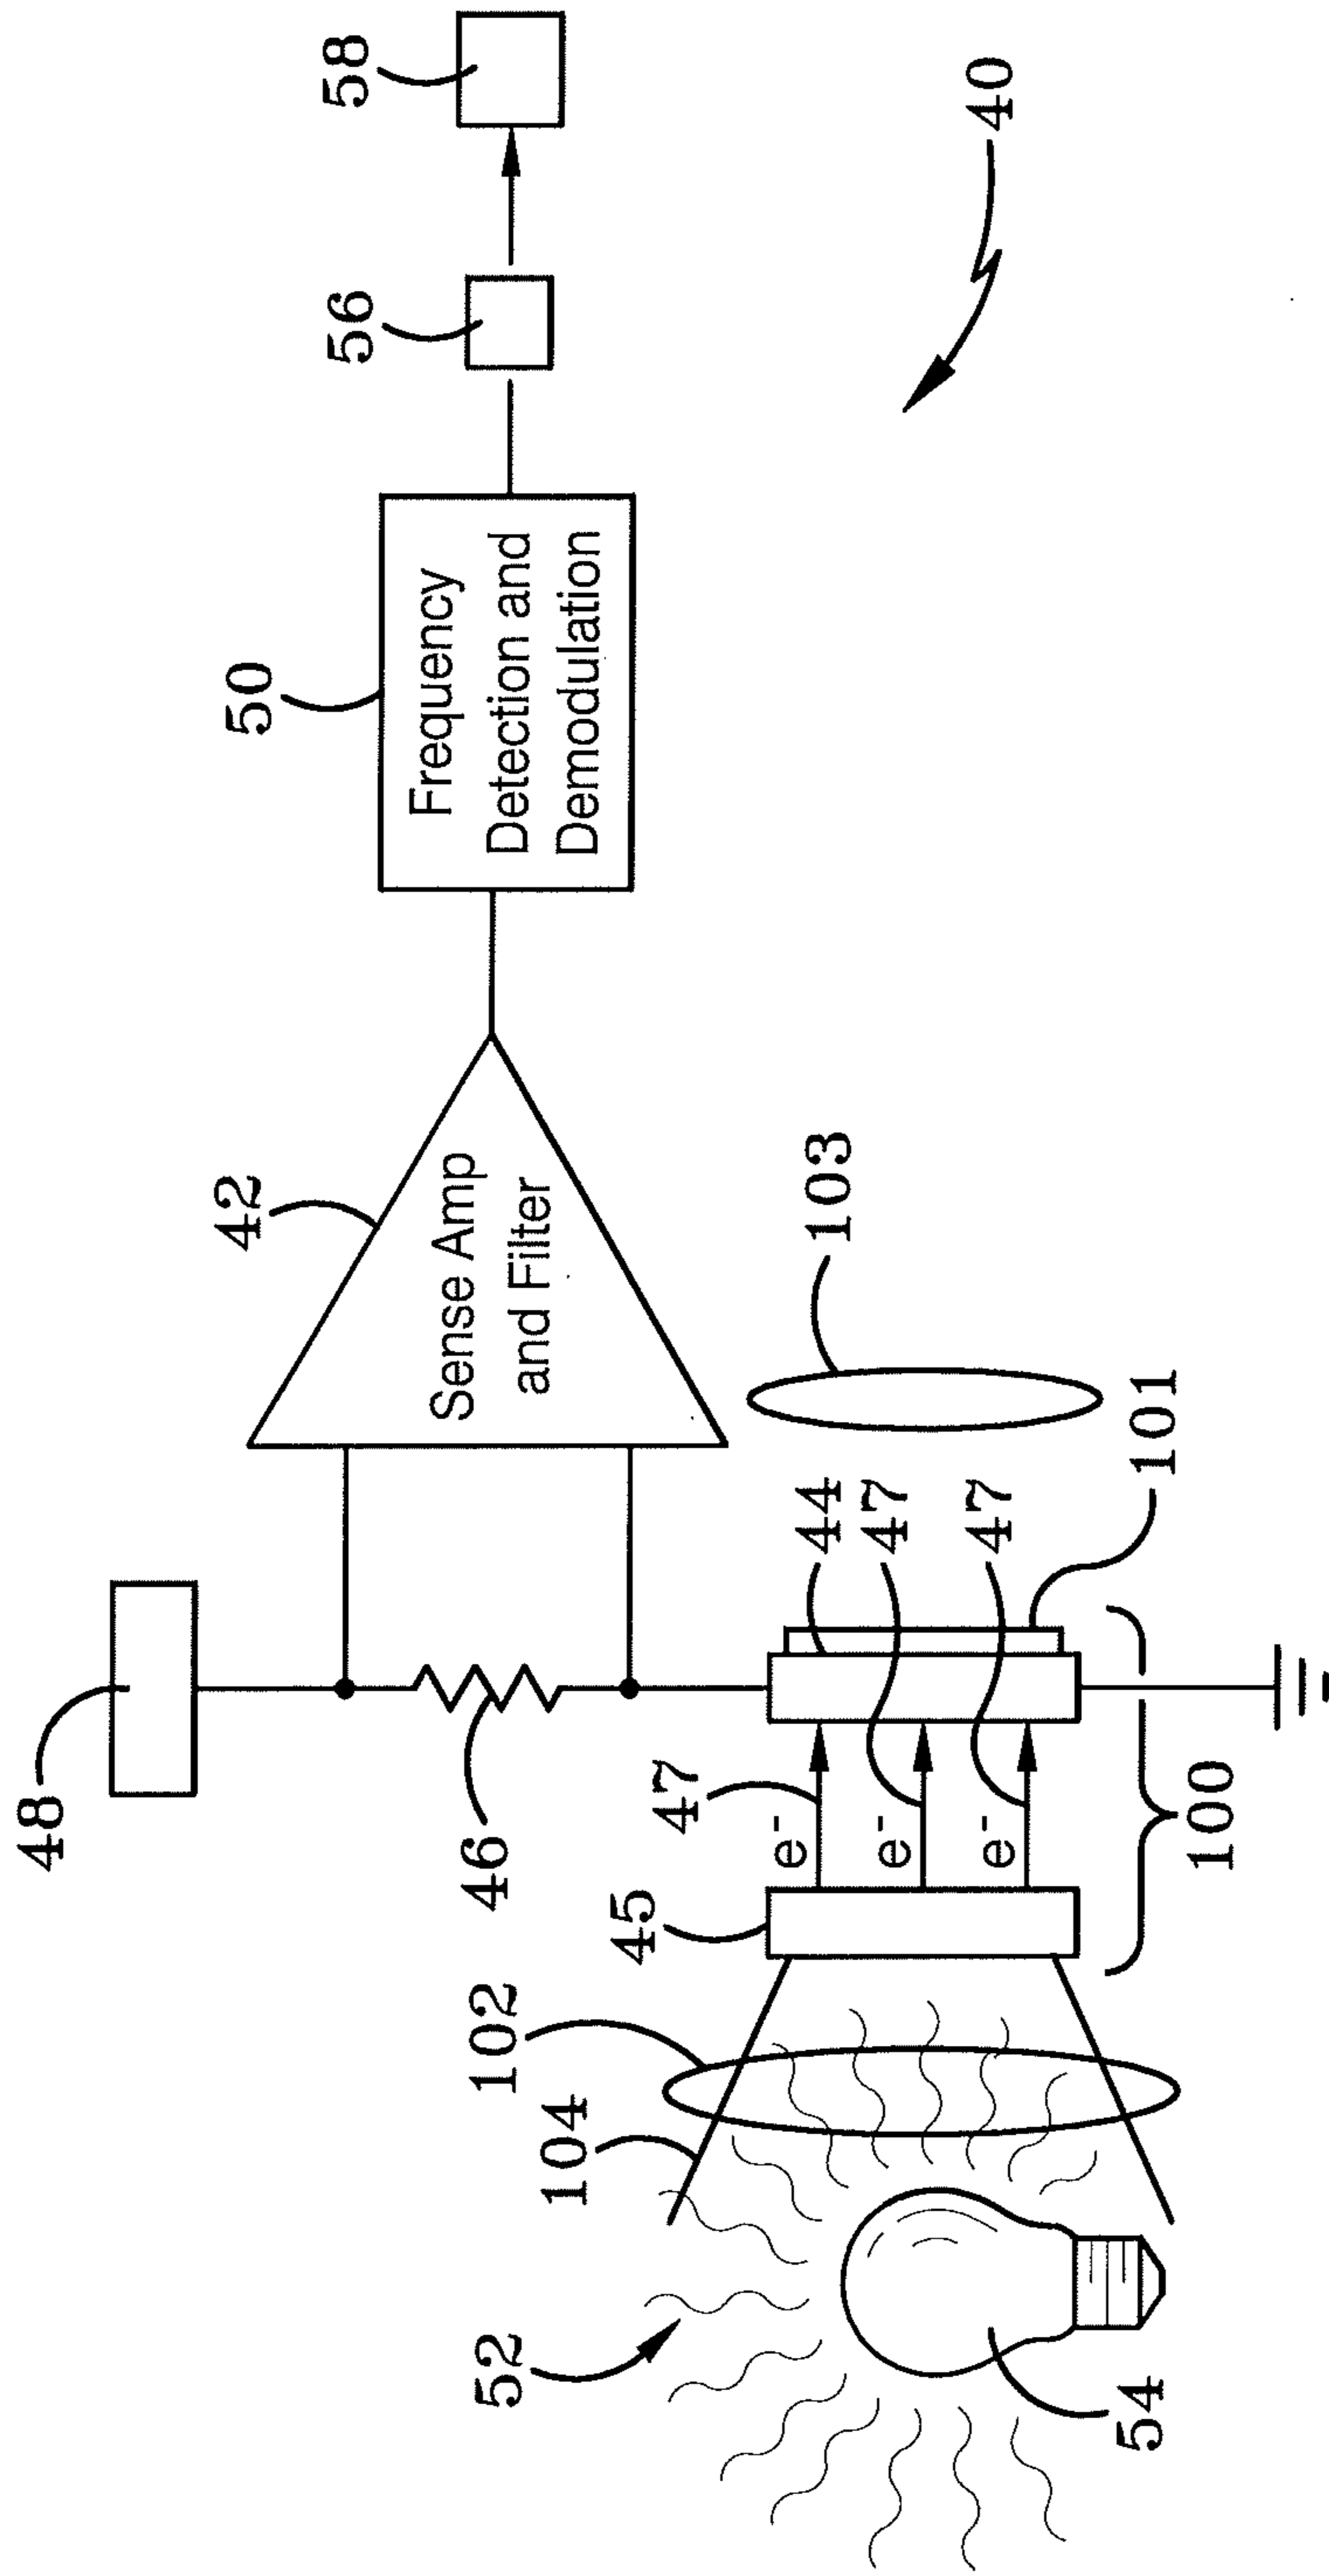 48
42
50
56
58
Sense Amp
and Filter
Frequency
Detection and
Demodulation
46
52
104
102
45
47
e-
e-
e-
44
47
47
103
40
54
100
101